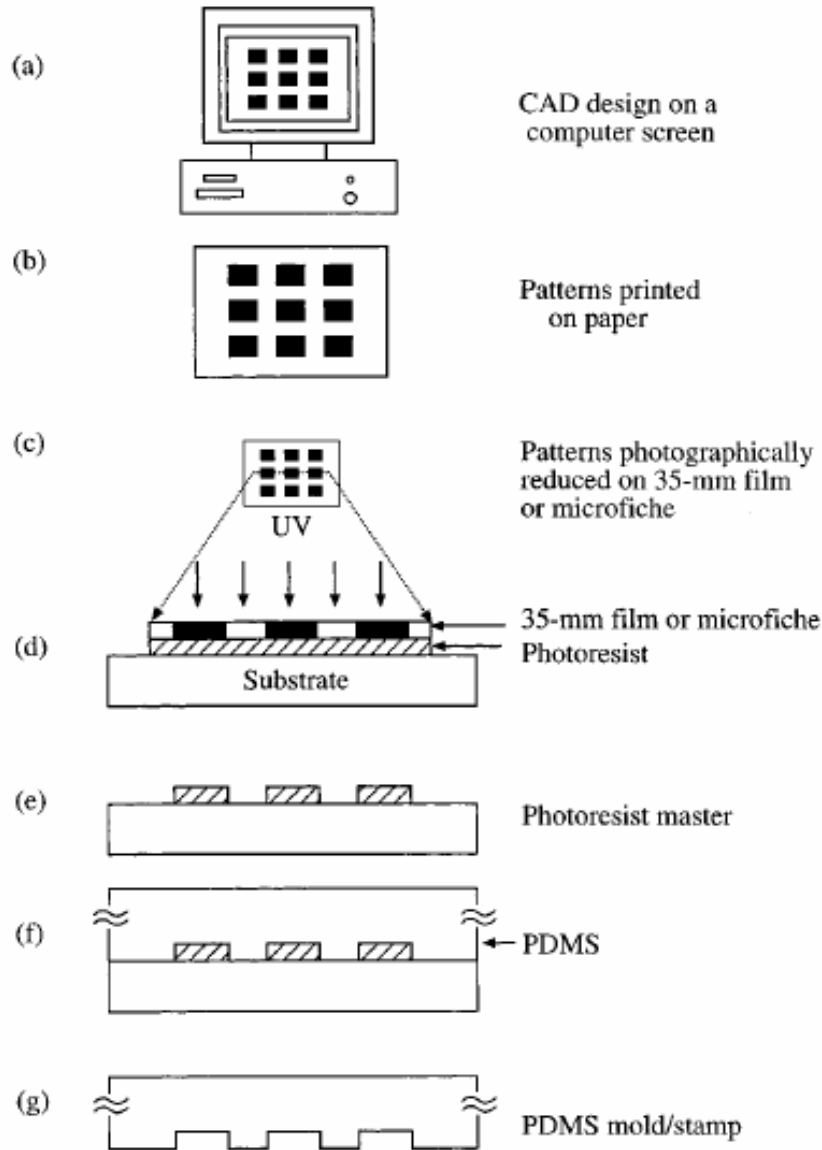 (a)
CAD design on a
computer screen
(b)
Patterns printed
on paper
(c)
Patterns photographically
reduced on 35-mm film
or microfiche
UV
35-mm film or microfiche
(d)
Photoresist
Substrate
(e)
Photoresist master
(f)
PDMS
(g)
PDMS mold/stamp